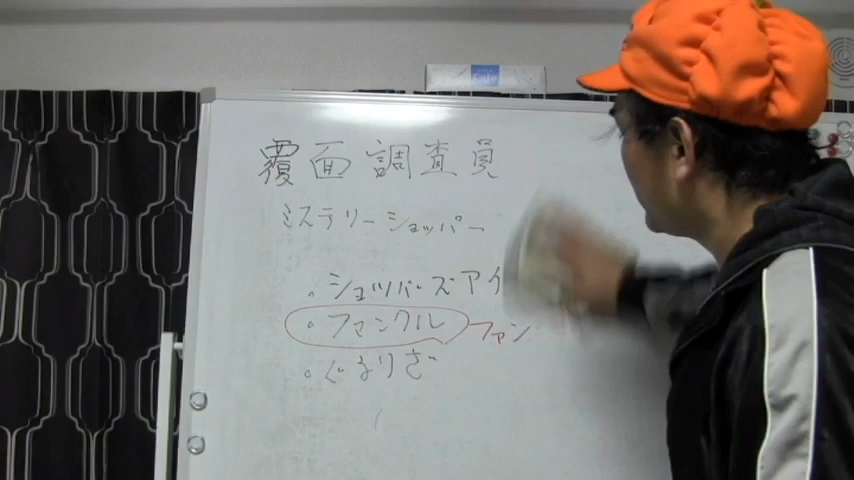 覆面調査員
ミステリーショッパー
。ショッパーズアイ
。ファンクル ファン
。ぐるりざ